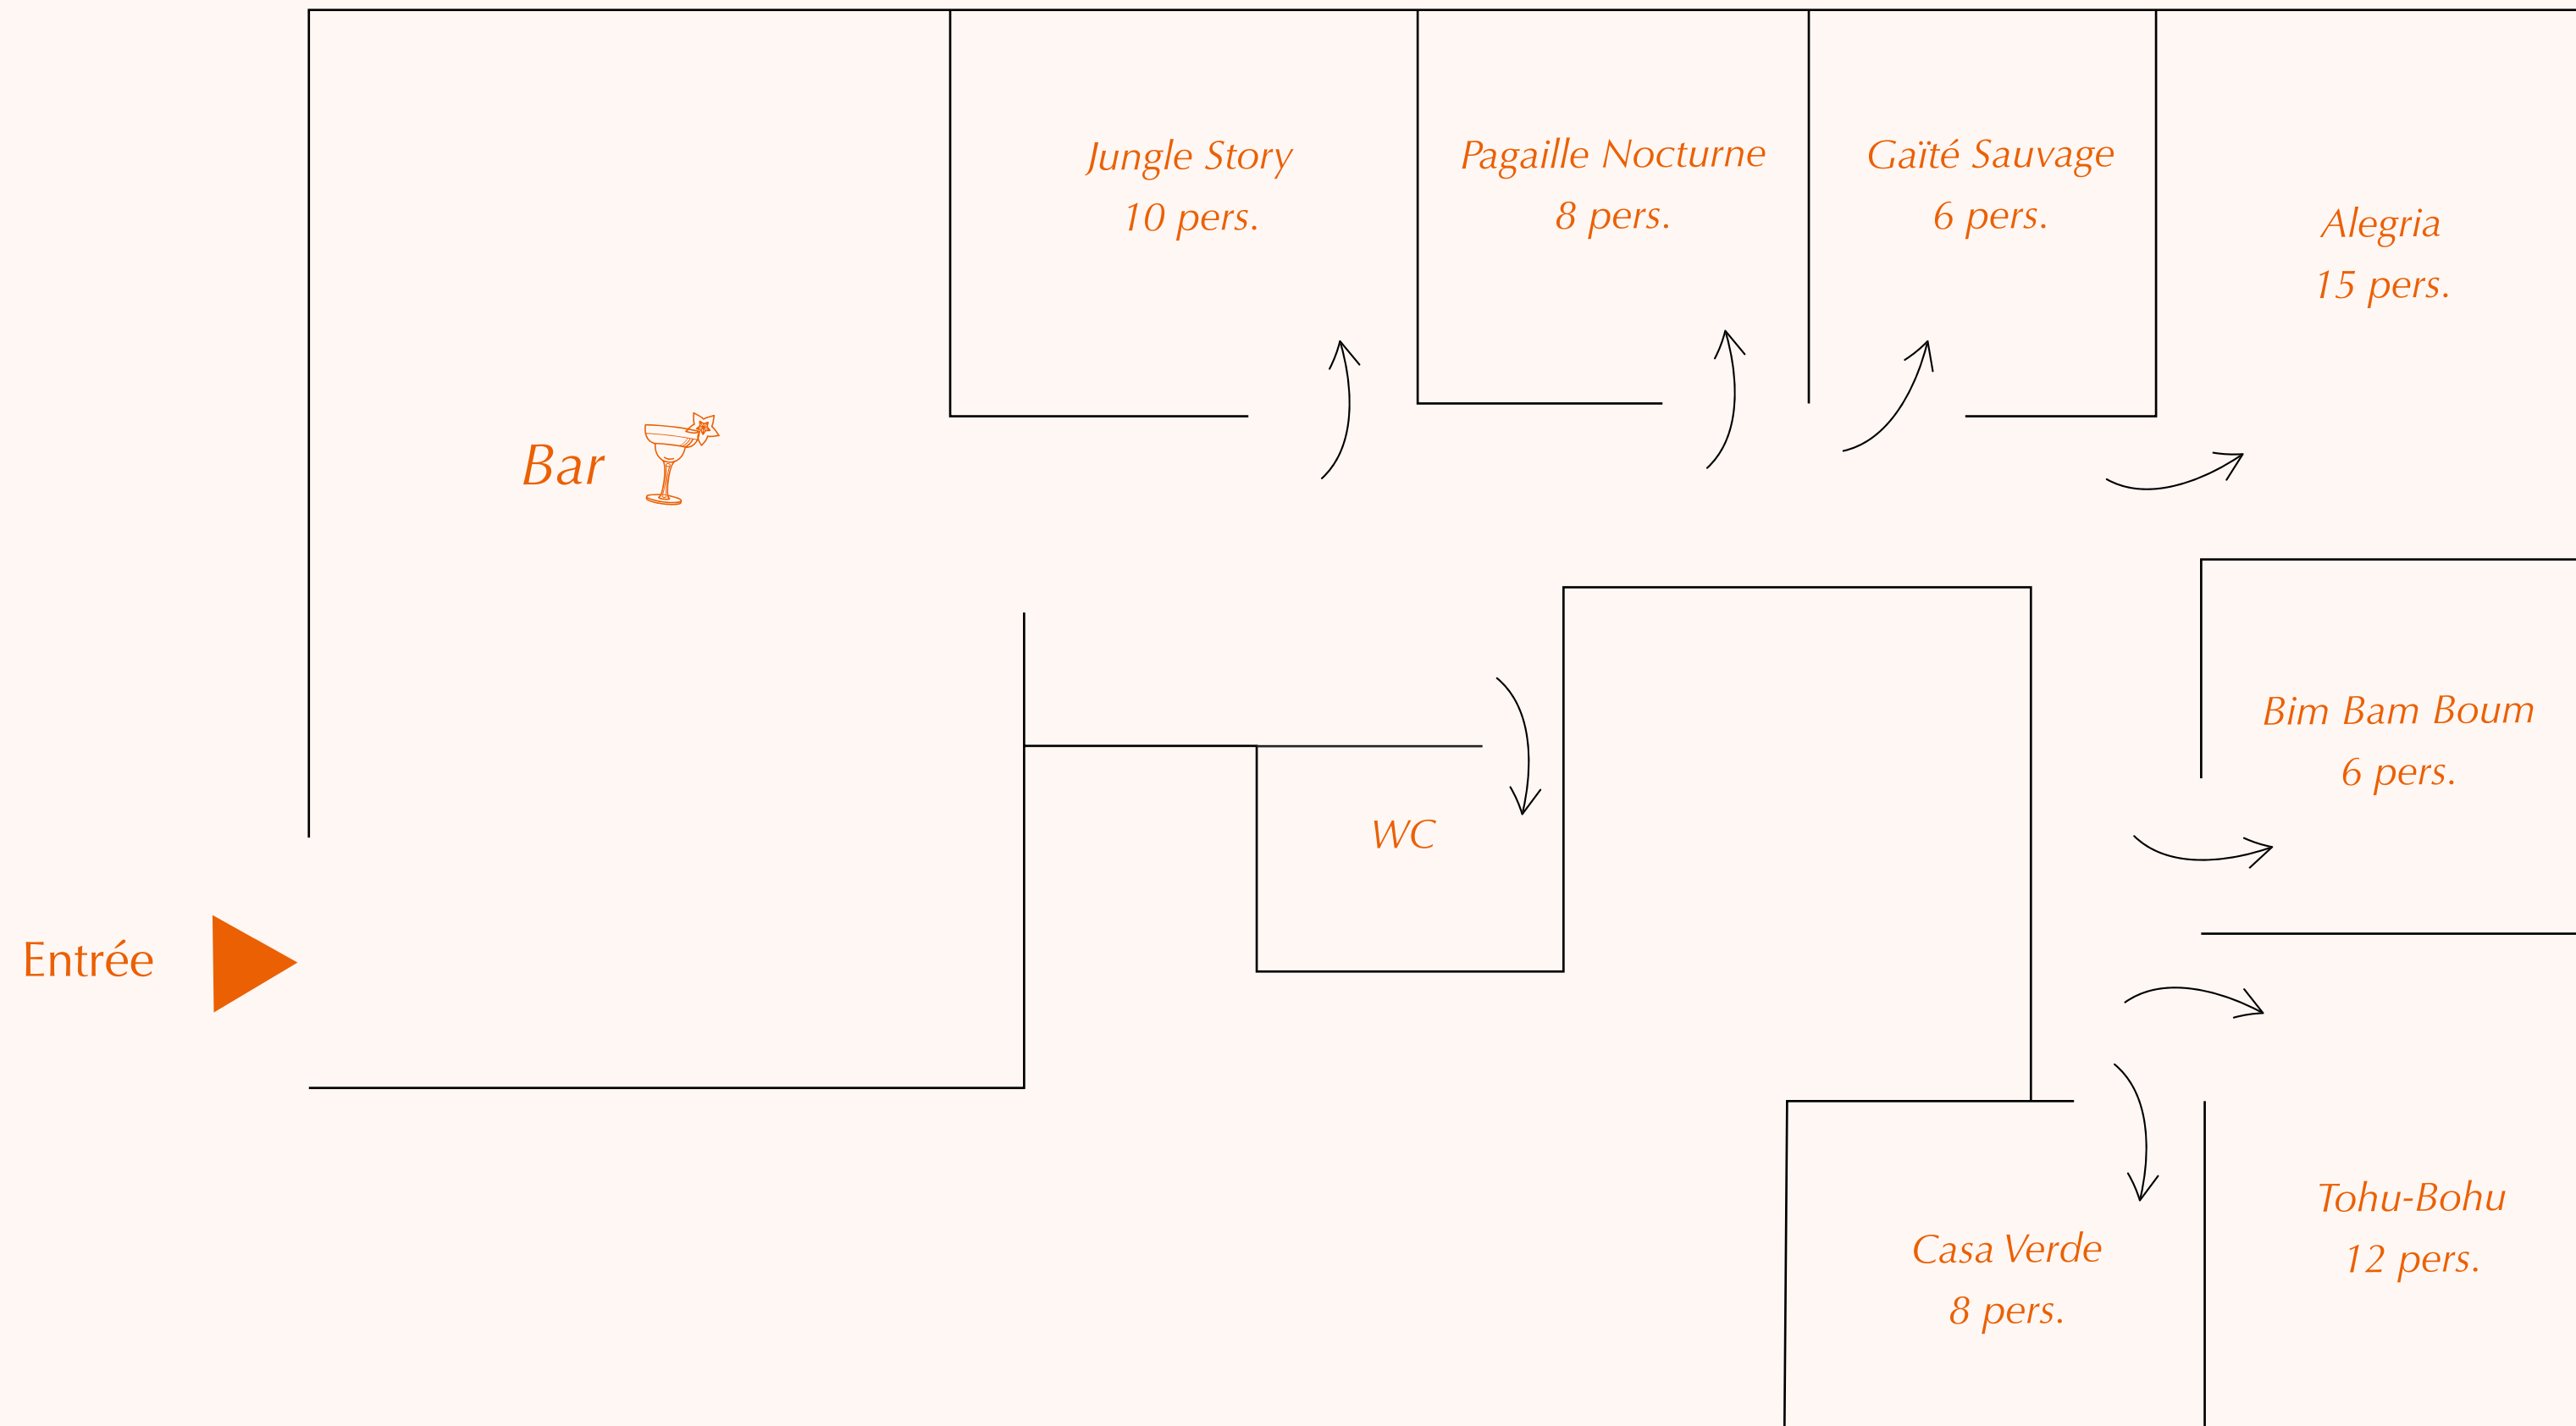 Jungle Story
10 pers.
Pagaille Nocturne
8 pers.
Gaïté Sauvage
6 pers.
Alegria
15 pers.
Bar
Bim Bam Boum
6 pers.
WC
Entrée
Tohu-Bohu
12 pers.
Casa Verde
8 pers.